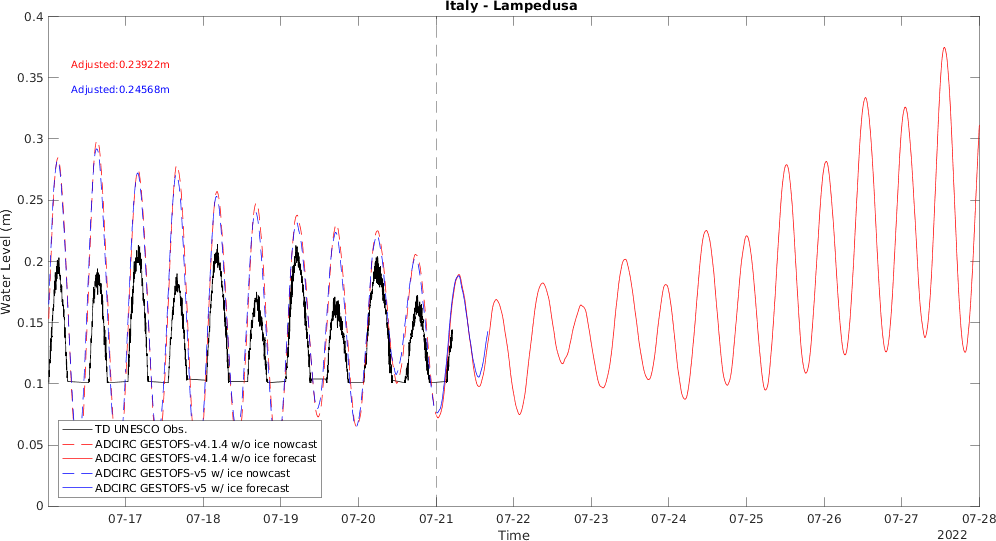 Italy - Lampedusa
0.4
0.35
0.3
0.25
0.2
0.15
0.1
0.05
0
Water Level (m)
Adjusted:0.23922m
Adjusted:0.24568m
TD UNESCO Obs.
ADCIRC GESTOFS-v4.1.4 w/o ice nowcast
ADCIRC GESTOFS-v4.1.4 w/o ice forecast
ADCIRC GESTOFS-v5 w/ ice nowcast
ADCIRC GESTOFS-v5 w/ ice forecast
07-17 07-18 07-19 07-20 07-21 07-22 07-23 07-24 07-25 07-26 07-27 07-28
Time
2022